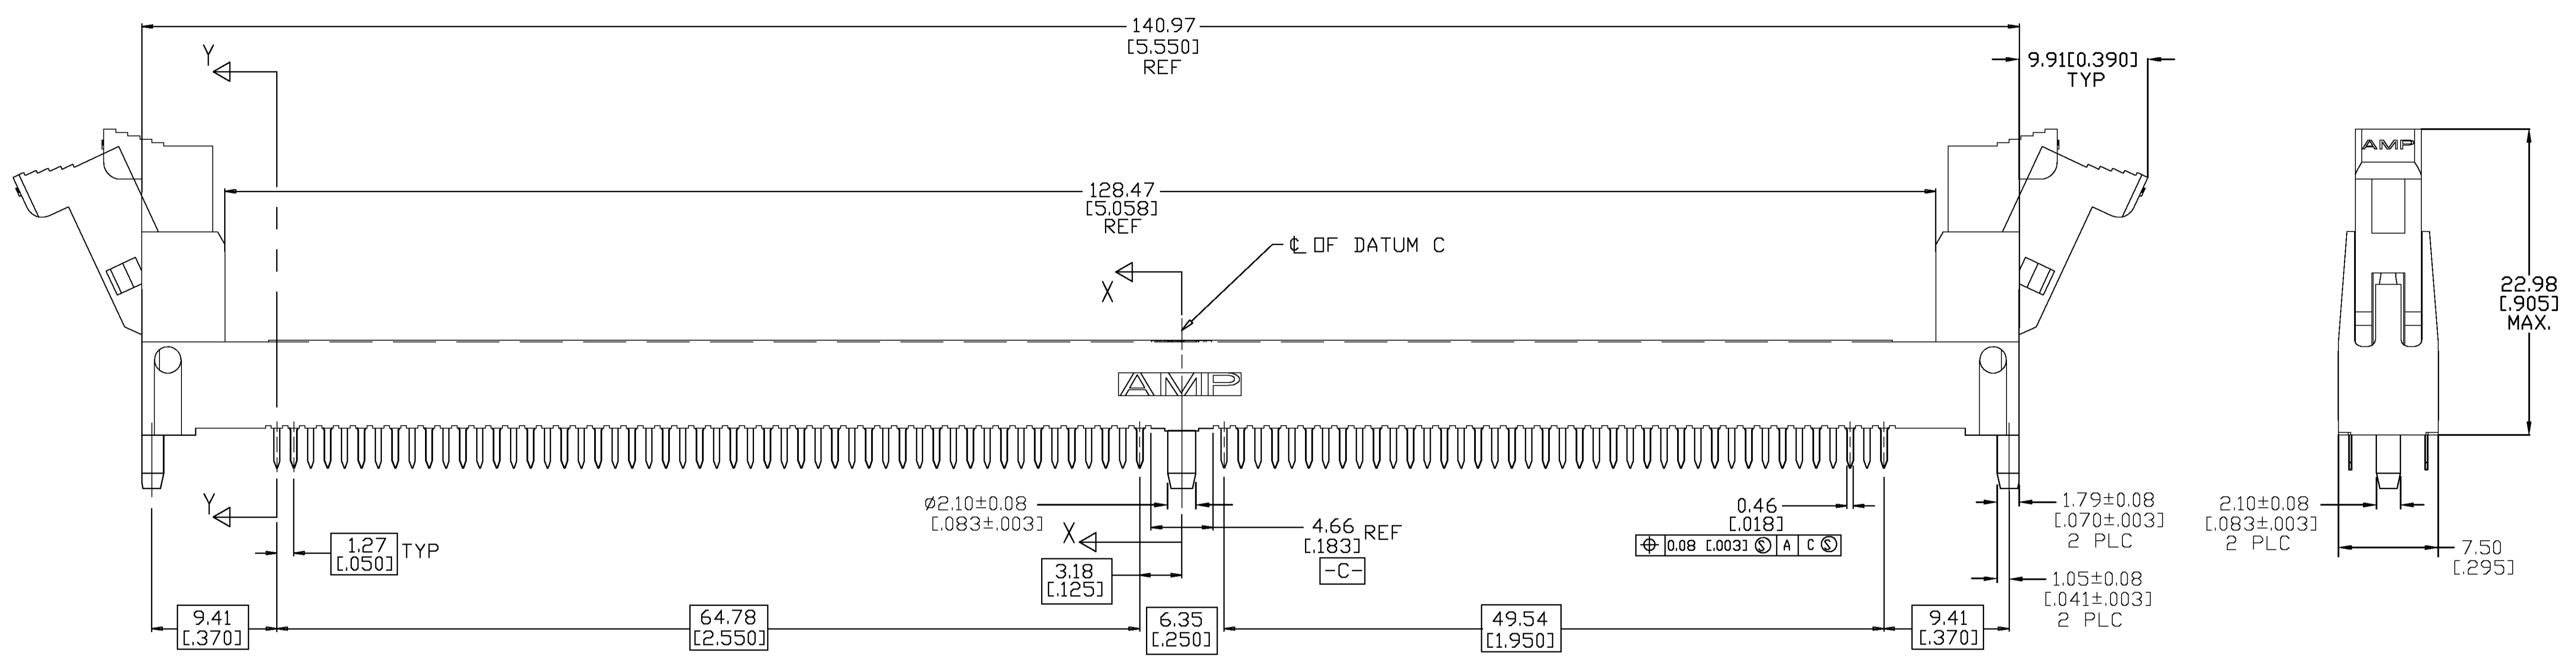 140.97
[5.550]
REF
Y
9.91[0.390]
TYP
AMP
128.47
[5.058]
REF
℄ OF DATUM C
X
22.98
[.905]
MAX.
AMP
Y
Ø2.10±0.08
[.083±.003]
X
4.66 REF
[.183]
-C-
0.46
[.018]
⌖ 0.08 [.003] Ⓢ A C Ⓢ
1.79±0.08
[.070±.003]
2 PLC
2.10±0.08
[.083±.003]
2 PLC
7.50
[.295]
1.27 TYP
[.050]
3.18
[.125]
1.05±0.08
[.041±.003]
2 PLC
9.41
[.370]
64.78
[2.550]
6.35
[.250]
49.54
[1.950]
9.41
[.370]